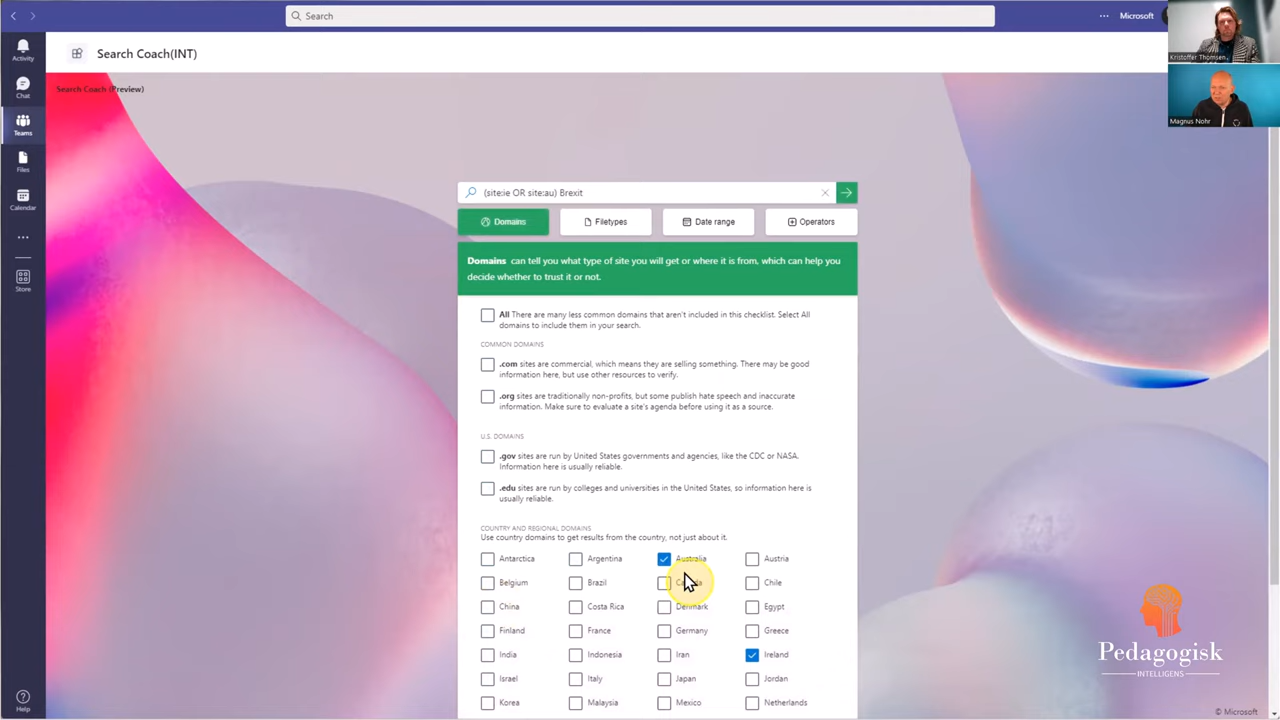 Search
Microsoft
Kristoffer Thomsen
Magnus Nohr
Activity
Chat
Teams
Files
Calendar
Store
Help
Search Coach(INT)
Search Coach (Preview)
(site:ie OR site:au) Brexit
Domains Filetypes Date range Operators
Domains can tell you what type of site you will get or where it is from, which can help you
decide whether to trust it or not.
All There are many less common domains that aren't included in this checklist. Select All
domains to include them in your search.
COMMON DOMAINS
.com sites are commercial, which means they are selling something. There may be good
information here, but use other resources to verify.
.org sites are traditionally non-profits, but some publish hate speech and inaccurate
information. Make sure to evaluate a site's agenda before using it as a source.
U.S. DOMAINS
.gov sites are run by United States governments and agencies, like the CDC or NASA.
Information here is usually reliable.
.edu sites are run by colleges and universities in the United States, so information here is
usually reliable.
COUNTRY AND REGIONAL DOMAINS
Use country domains to get results from the country, not just about it.
Antarctica Argentina Australia Austria
Belgium Brazil Canada Chile
China Costa Rica Denmark Egypt
Finland France Germany Greece
India Indonesia Iran Ireland
Israel Italy Japan Jordan
Korea Malaysia Mexico Netherlands
Pedagogisk
INTELLIGENS
© Microsoft